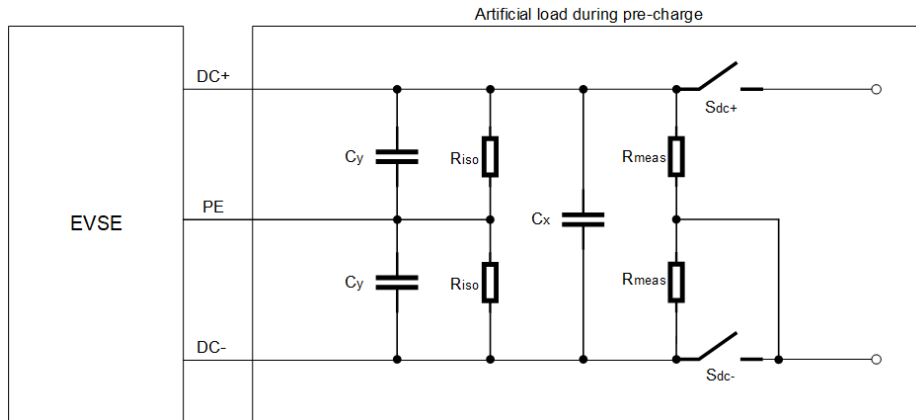 Artificial load during pre-charge
DC+
Sdc+
Cy
Riso
Rmeas
PE
EVSE
Cx
Cy
Riso
Rmeas
DC-
Sdc-